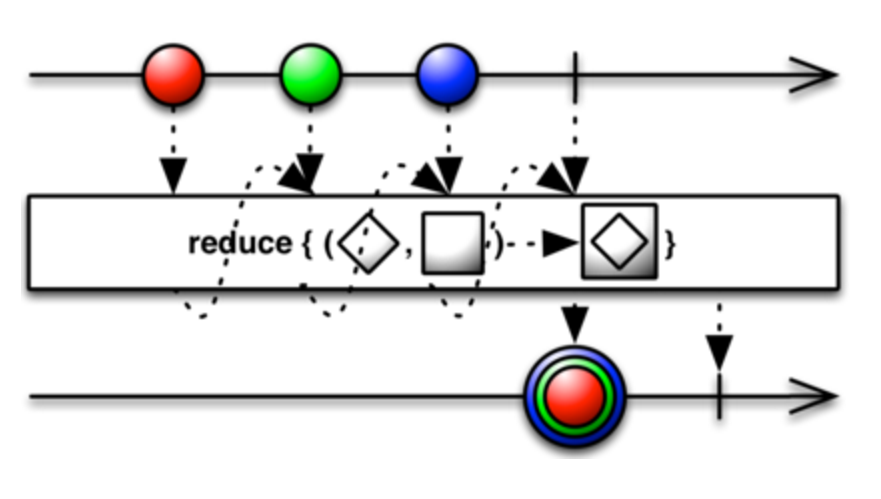 reduce { ( , ) }